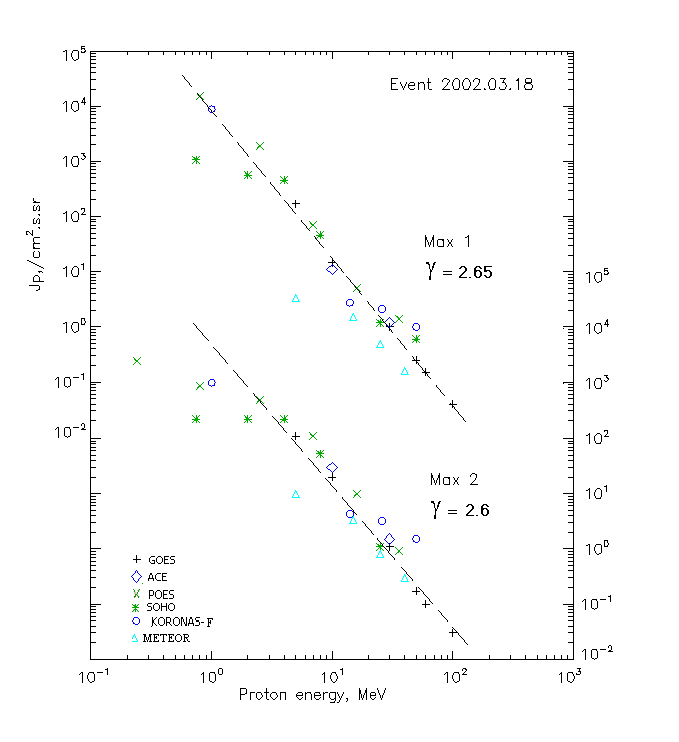 Event 2002.03.18
10^5
10^4
10^3
10^2
10^1
10^0
10^-1
10^-2
Jp,/cm^2.s.sr
Max 1
γ = 2.65
Max 2
γ = 2.6
10^5
10^4
10^3
10^2
10^1
10^0
10^-1
10^-2
GOES
ACE
POES
SOHO
KORONAS-F
METEOR
10^-1 10^0 10^1 10^2 10^3
Proton energy, MeV